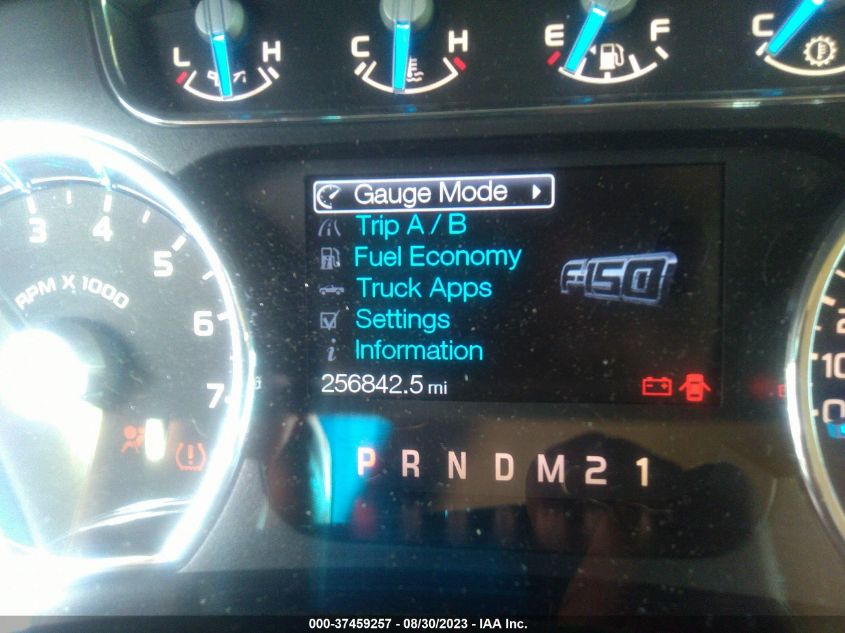 L H C H E F C
Gauge Mode
Trip A / B
Fuel Economy
Truck Apps
Settings
Information
F-150
256842.5 mi
3 4 5 6 7
RPM X 1000
P R N D M 2 1
000-37459257 - 08/30/2023 - IAA Inc.